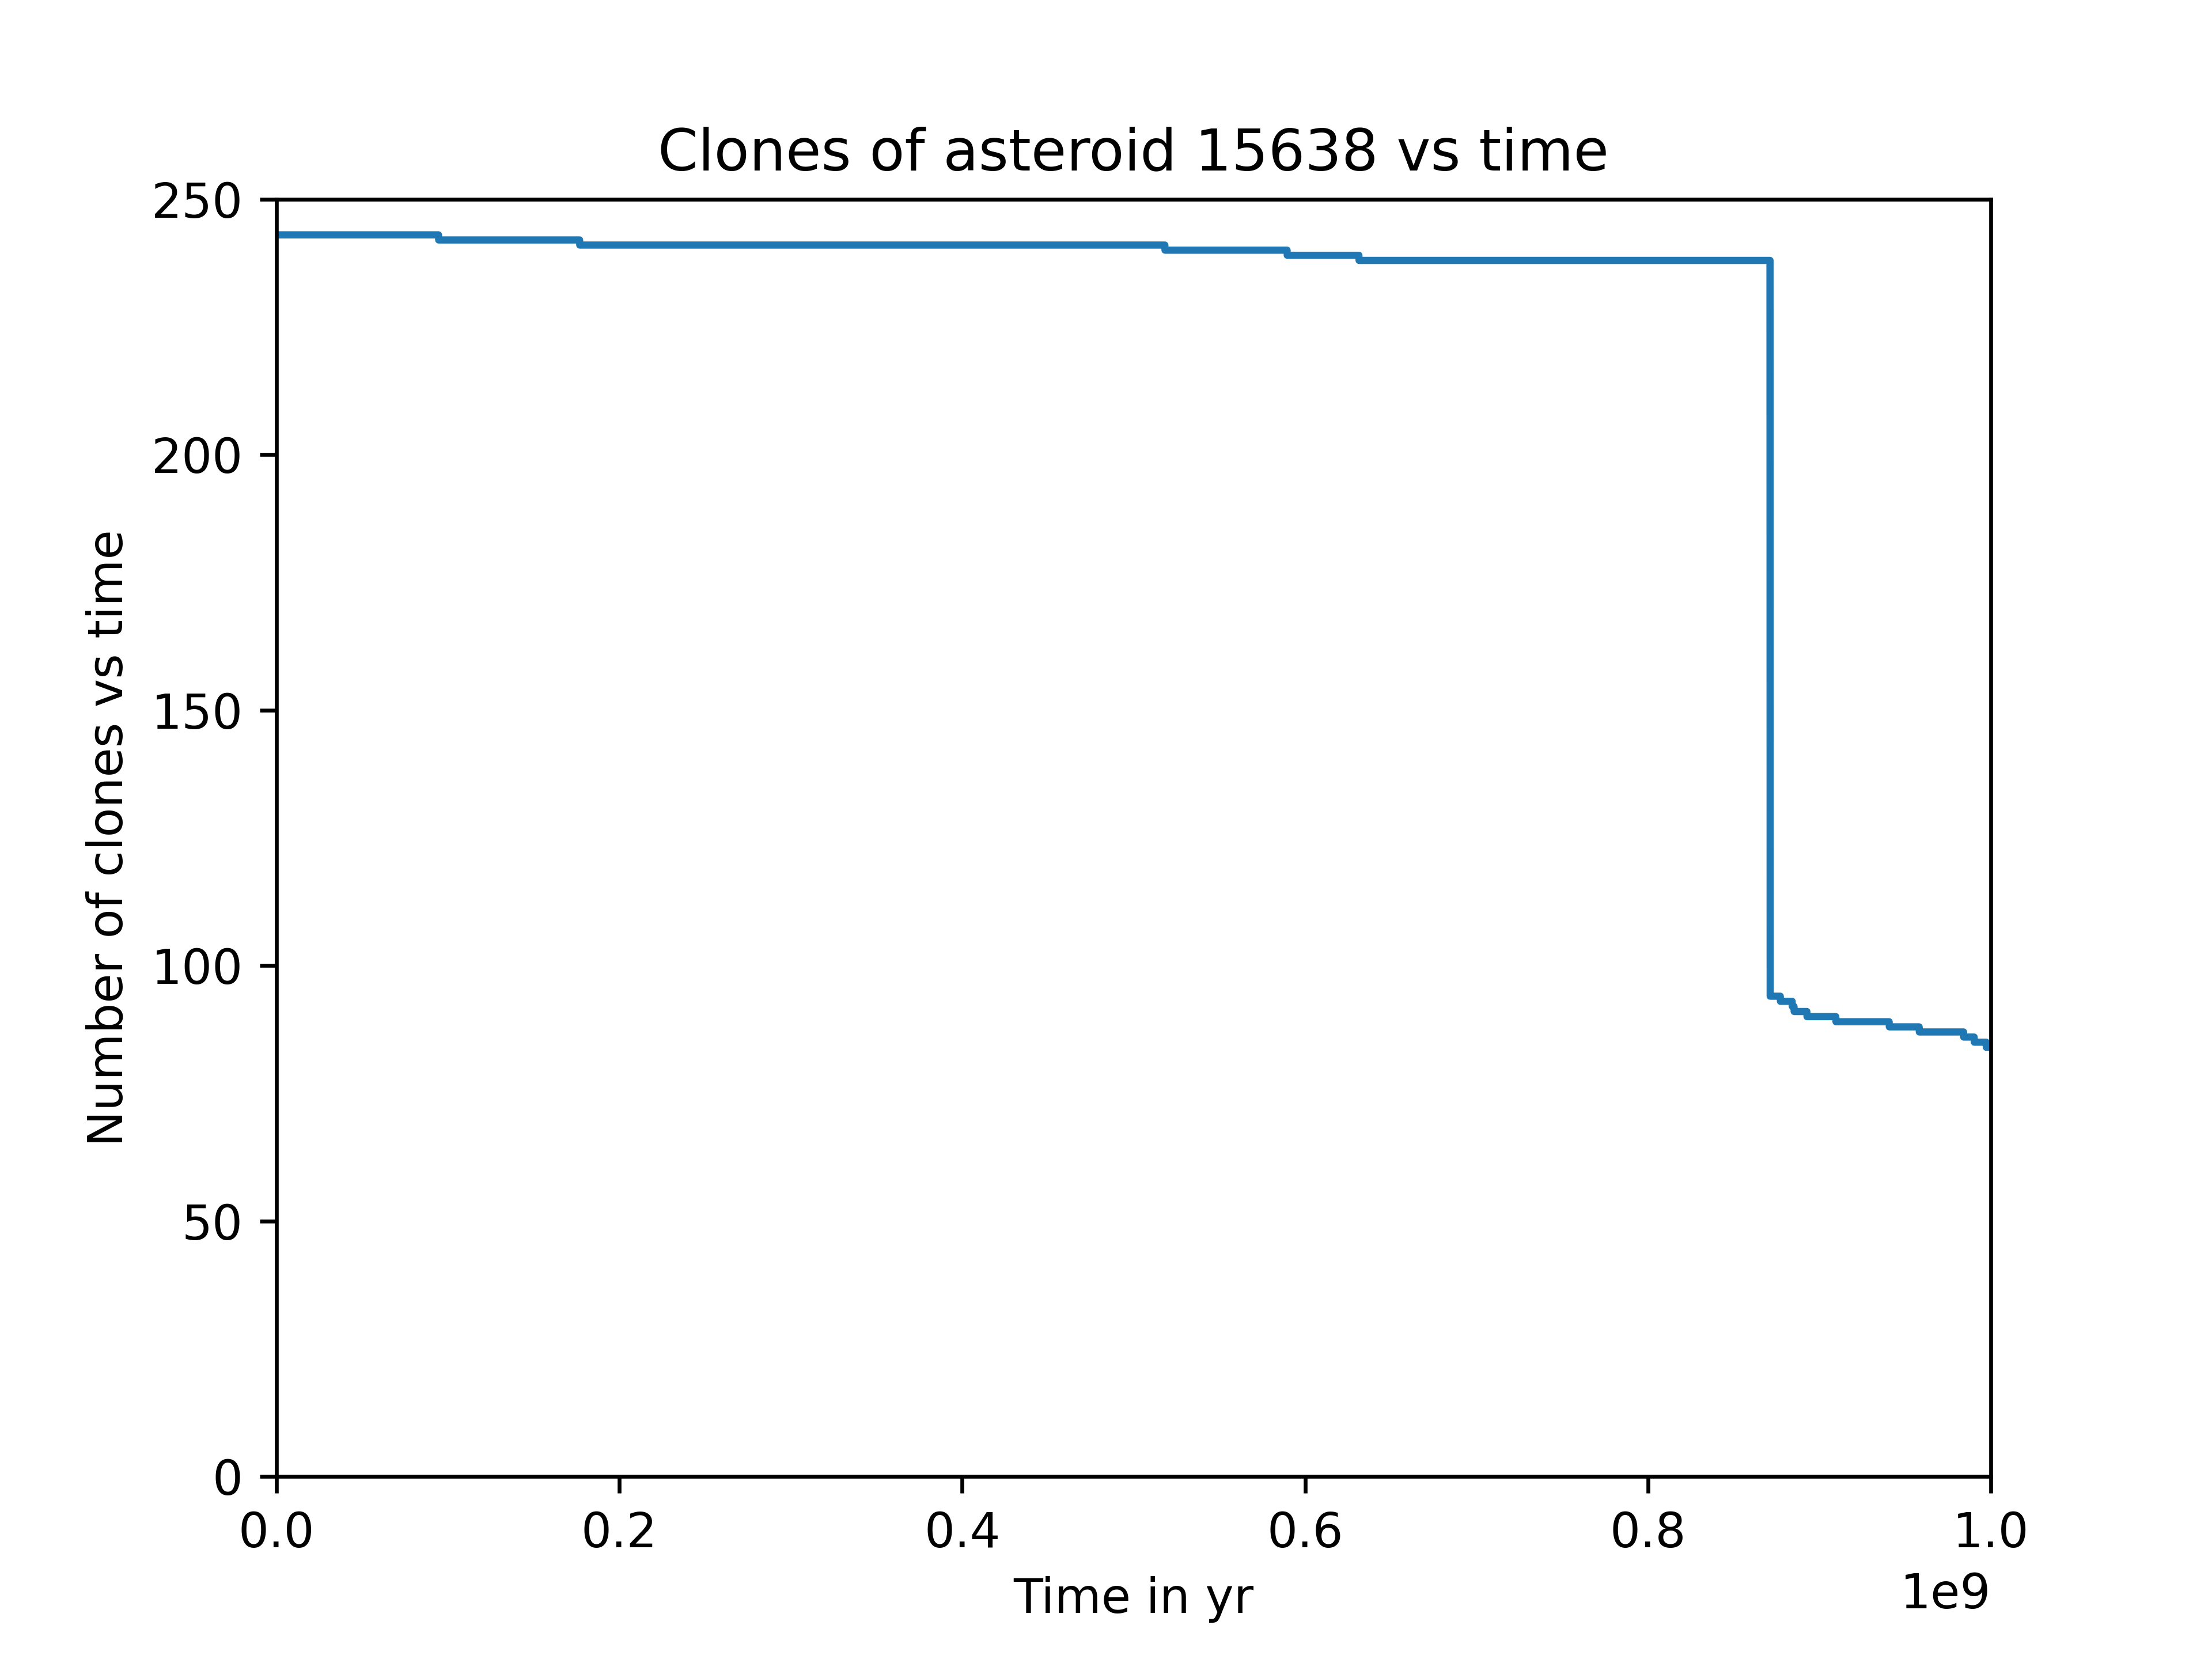 Clones of asteroid 15638 vs time
Number of clones vs time
250
200
150
100
50
0
0.0 0.2 0.4 0.6 0.8 1.0
Time in yr
1e9